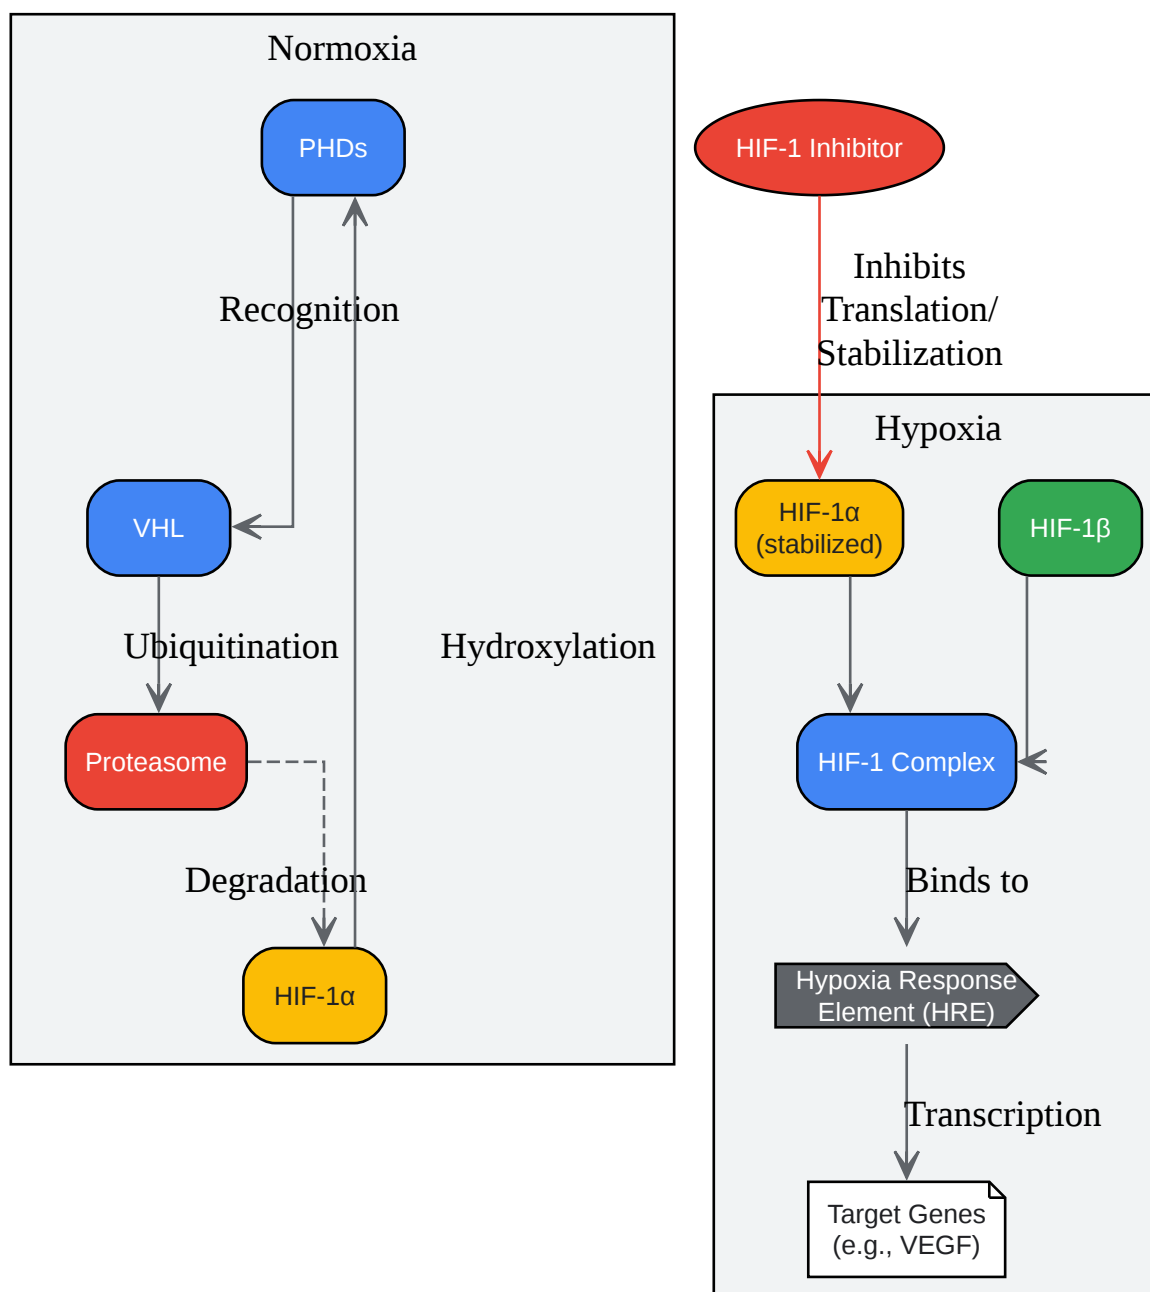 Normoxia
PHDs
Recognition
VHL
Ubiquitination
Hydroxylation
Proteasome
Degradation
HIF-1α
HIF-1 Inhibitor
Inhibits
Translation/
Stabilization
Hypoxia
HIF-1α
(stabilized)
HIF-1β
HIF-1 Complex
Binds to
Hypoxia Response
Element (HRE)
Transcription
Target Genes
(e.g., VEGF)